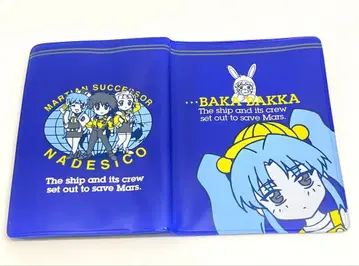 MARTIAN SUCCESSOR
NADESICO
The ship and its crew
set out to save Mars.
...BAKA BAKKA
The ship and its crew
set out to save Mars.